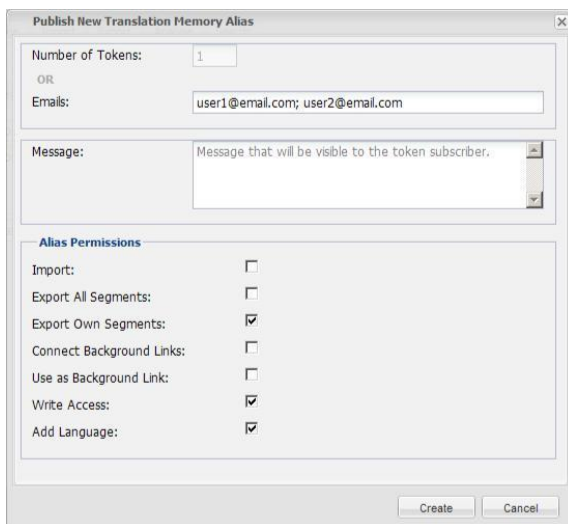 Publish New Translation Memory Alias
Number of Tokens: 1
OR
Emails: user1@email.com; user2@email.com
Message: Message that will be visible to the token subscriber.
Alias Permissions
Import:
Export All Segments:
Export Own Segments:
Connect Background Links:
Use as Background Link:
Write Access:
Add Language:
Create Cancel